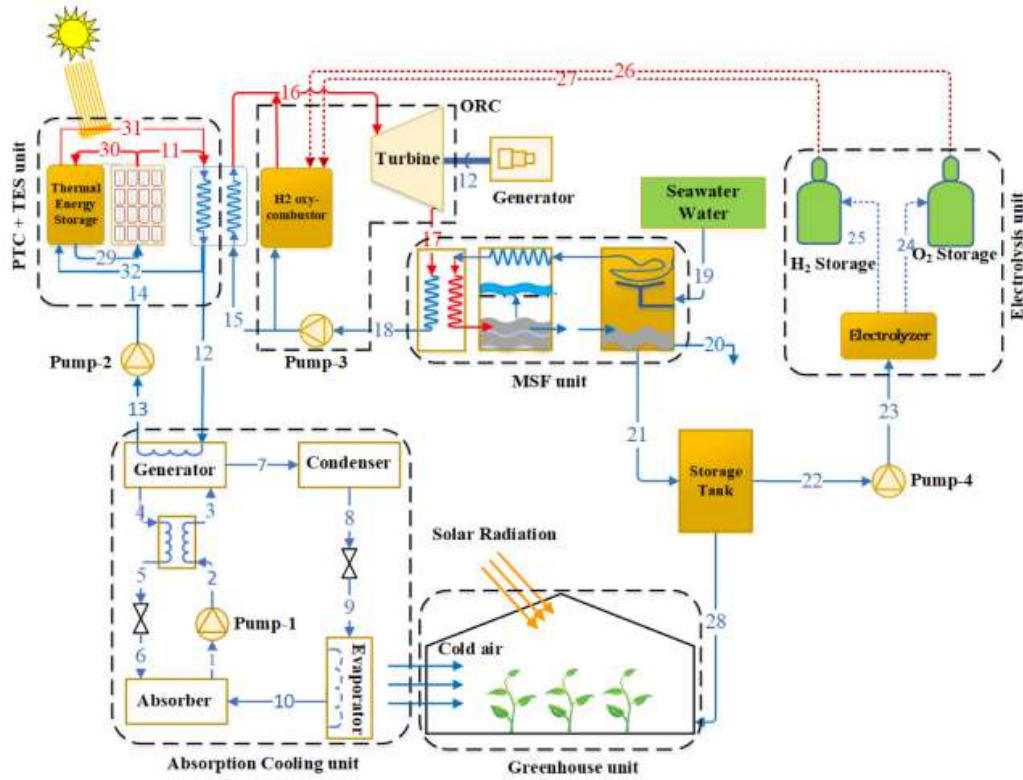 27
26
16
ORC
31
30
11
Turbine
12
Generator
Seawater
Water
PTC + TES unit
Thermal
Energy
Storage
H2 oxy-
combustor
29
32
17
19
25
24
H₂ Storage
O₂ Storage
Electrolysis unit
14
15
18
20
Electrolyzer
12
Pump-2
Pump-3
MSF unit
13
23
21
Generator
7
Condenser
Storage
Tank
22
Pump-4
4
3
8
Solar Radiation
5
2
9
28
Pump-1
Cold air
6
1
Evaporator
Absorber
10
Absorption Cooling unit
Greenhouse unit